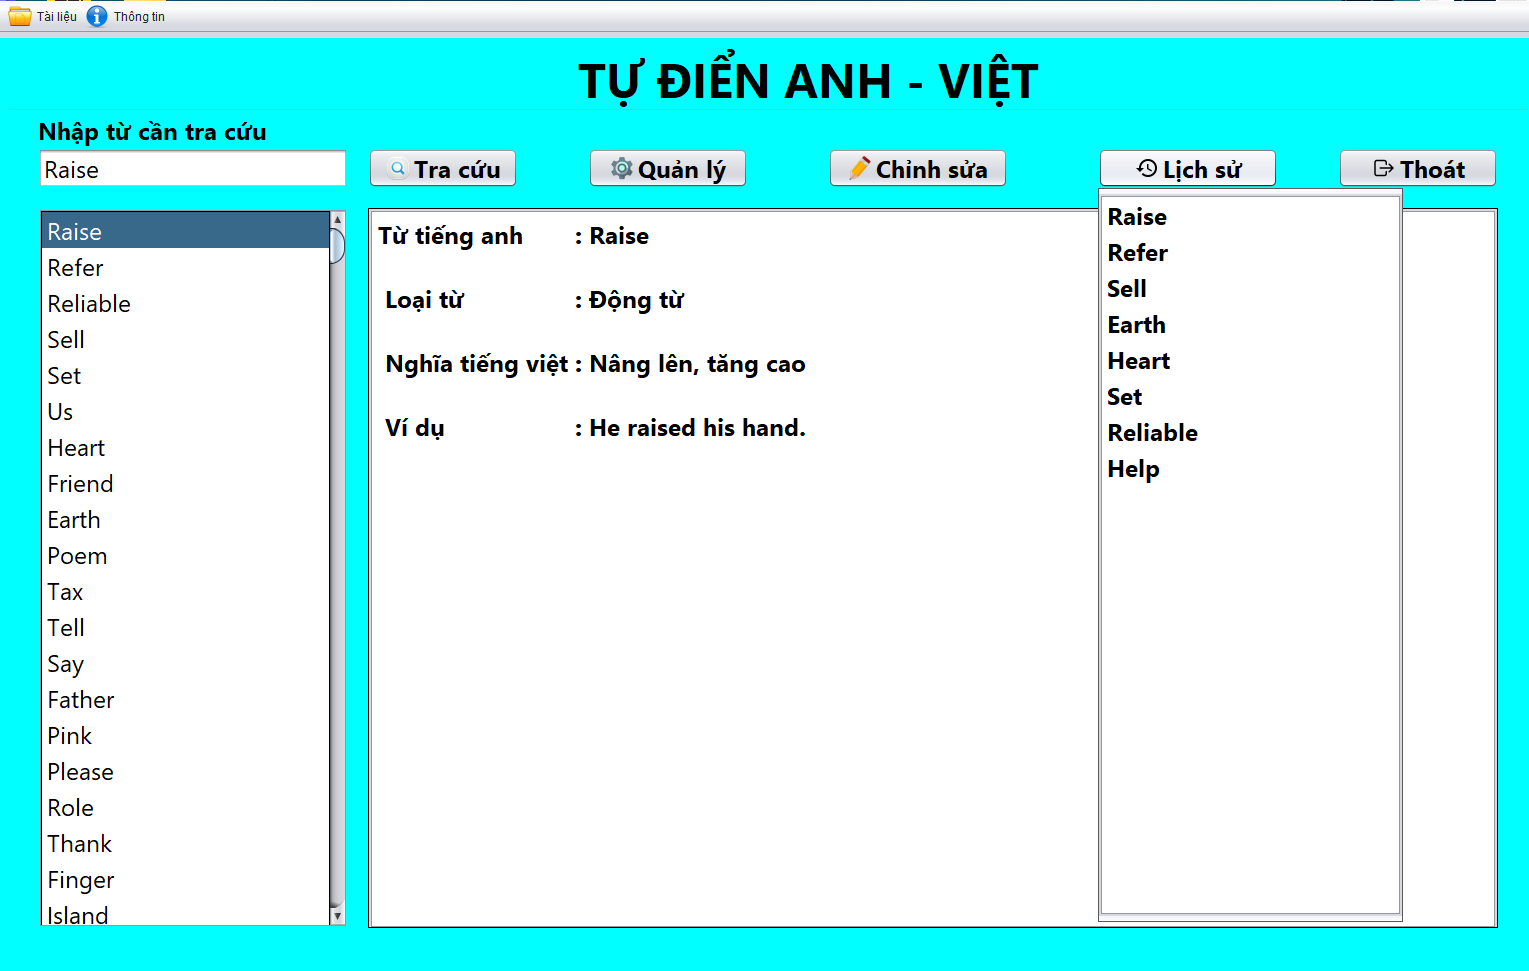 Tài liệu Thông tin
TỰ ĐIỂN ANH - VIỆT
Nhập từ cần tra cứu
Raise
Tra cứu
Quản lý
Chỉnh sửa
Lịch sử
Thoát
Raise
Refer
Reliable
Sell
Set
Us
Heart
Friend
Earth
Poem
Tax
Tell
Say
Father
Pink
Please
Role
Thank
Finger
Island
Từ tiếng anh : Raise
Loại từ : Động từ
Nghĩa tiếng việt : Nâng lên, tăng cao
Ví dụ : He raised his hand.
Raise
Refer
Sell
Earth
Heart
Set
Reliable
Help